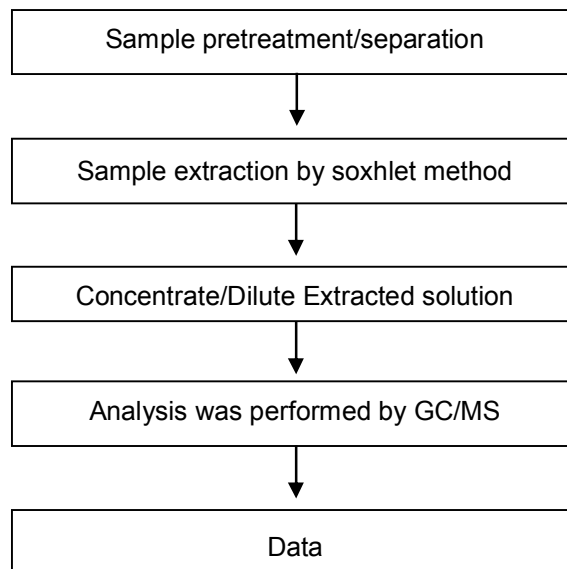 Sample pretreatment/separation
Sample extraction by soxhlet method
Concentrate/Dilute Extracted solution
Analysis was performed by GC/MS
Data